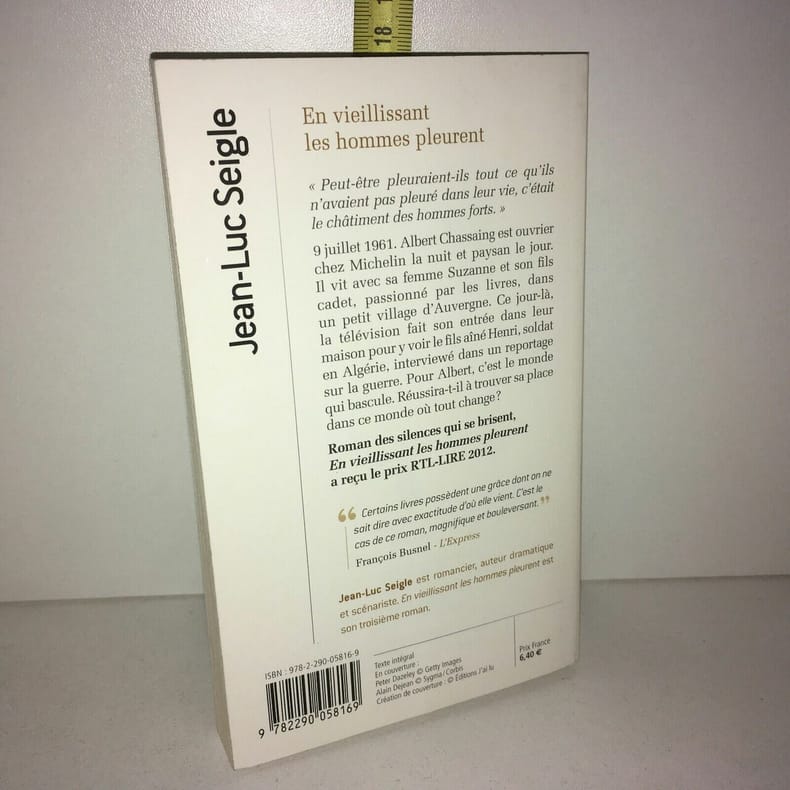 18
Jean-Luc Seigle
En vieillissant
les hommes pleurent
« Peut-être pleuraient-ils tout ce qu'ils
n'avaient pas pleuré dans leur vie, c'était
le châtiment des hommes forts. »
9 juillet 1961. Albert Chassaing est ouvrier
chez Michelin la nuit et paysan le jour.
Il vit avec sa femme Suzanne et son fils
cadet, passionné par les livres, dans
un petit village d'Auvergne. Ce jour-là,
la télévision fait son entrée dans leur
maison pour y voir le fils aîné Henri, soldat
en Algérie, interviewé dans un reportage
sur la guerre. Pour Albert, c'est le monde
qui bascule. Réussira-t-il à trouver sa place
dans ce monde où tout change ?
Roman des silences qui se brisent,
En vieillissant les hommes pleurent
a reçu le prix RTL-LIRE 2012.
“ Certains livres possèdent une grâce dont on ne
sait dire avec exactitude d'où elle vient. C'est le
cas de ce roman, magnifique et bouleversant. ”
François Busnel - L'Express
Jean-Luc Seigle est romancier, auteur dramatique
et scénariste. En vieillissant les hommes pleurent est
son troisième roman.
ISBN : 978-2-290-05816-9
9 782290 058169
Texte intégral
En couverture :
Peter Dazeley © Getty Images
Alain Dejean © Sygma / Corbis
Création de couverture : © Éditions J'ai lu
Prix France
6,40 €